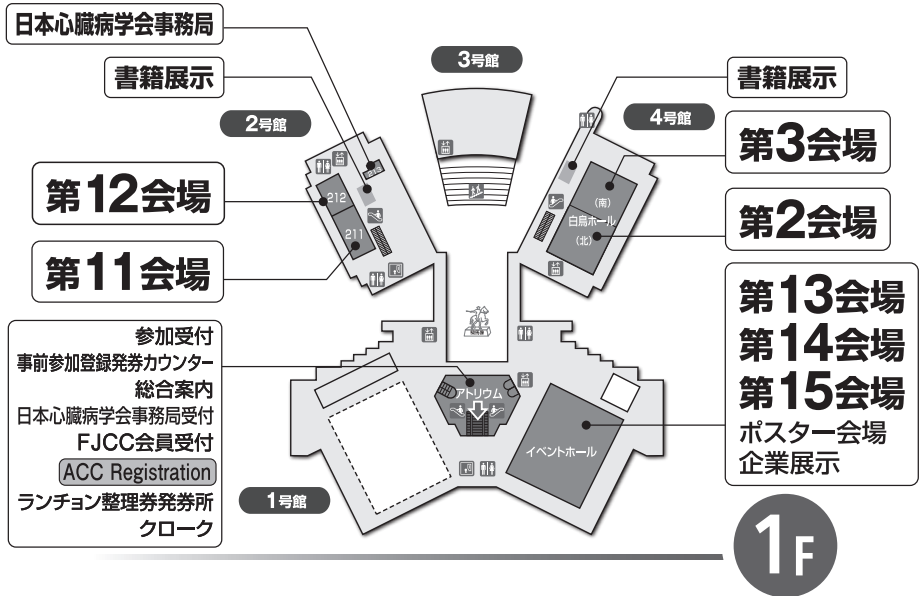 日本心臓病学会事務局
書籍展示
2号館
3号館
4号館
書籍展示
第3会場
第2会場
第12会場
第11会場
212
211
(南)
白鳥ホール
(北)
第13会場
第14会場
第15会場
ポスター会場
企業展示
参加受付
事前参加登録発券カウンター
総合案内
日本心臓病学会事務局受付
FJCC会員受付
ACC Registration
ランチョン整理券発券所
クローク
アトリウム
イベントホール
1号館
1F